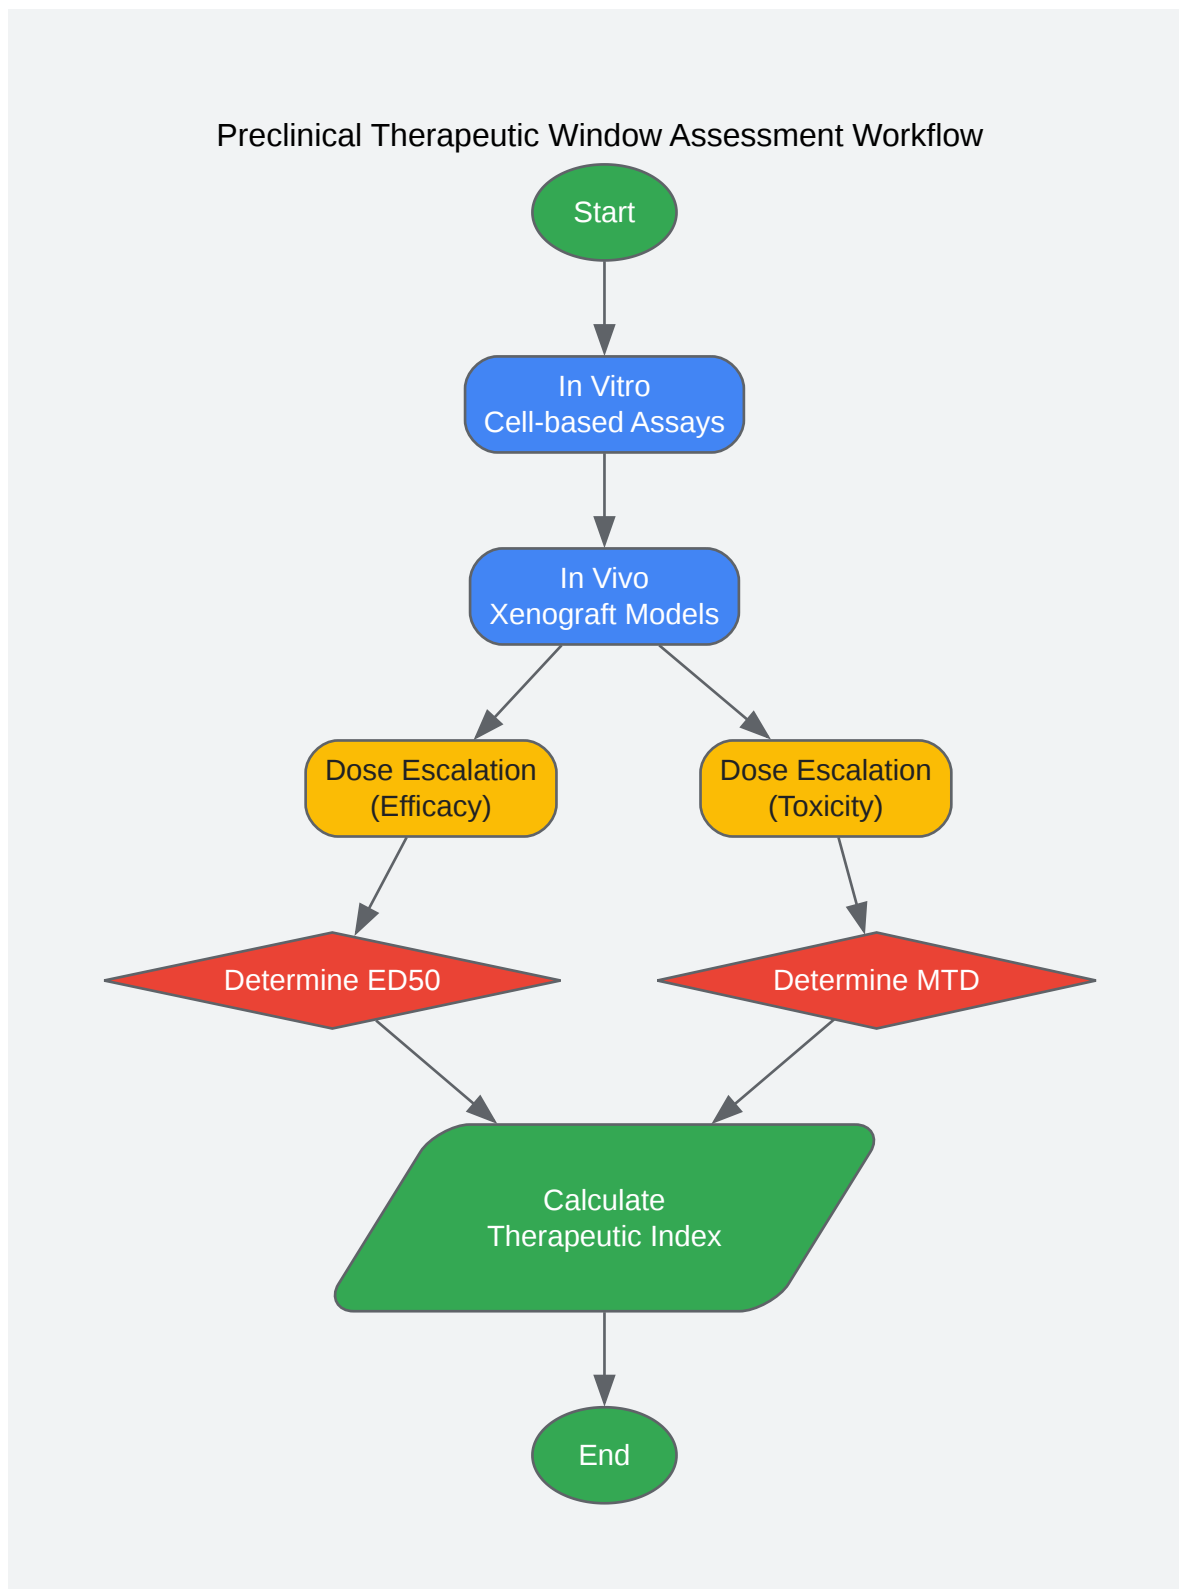 Preclinical Therapeutic Window Assessment Workflow
Start
In Vitro
Cell-based Assays
In Vivo
Xenograft Models
Dose Escalation
(Efficacy)
Dose Escalation
(Toxicity)
Determine ED50
Determine MTD
Calculate
Therapeutic Index
End